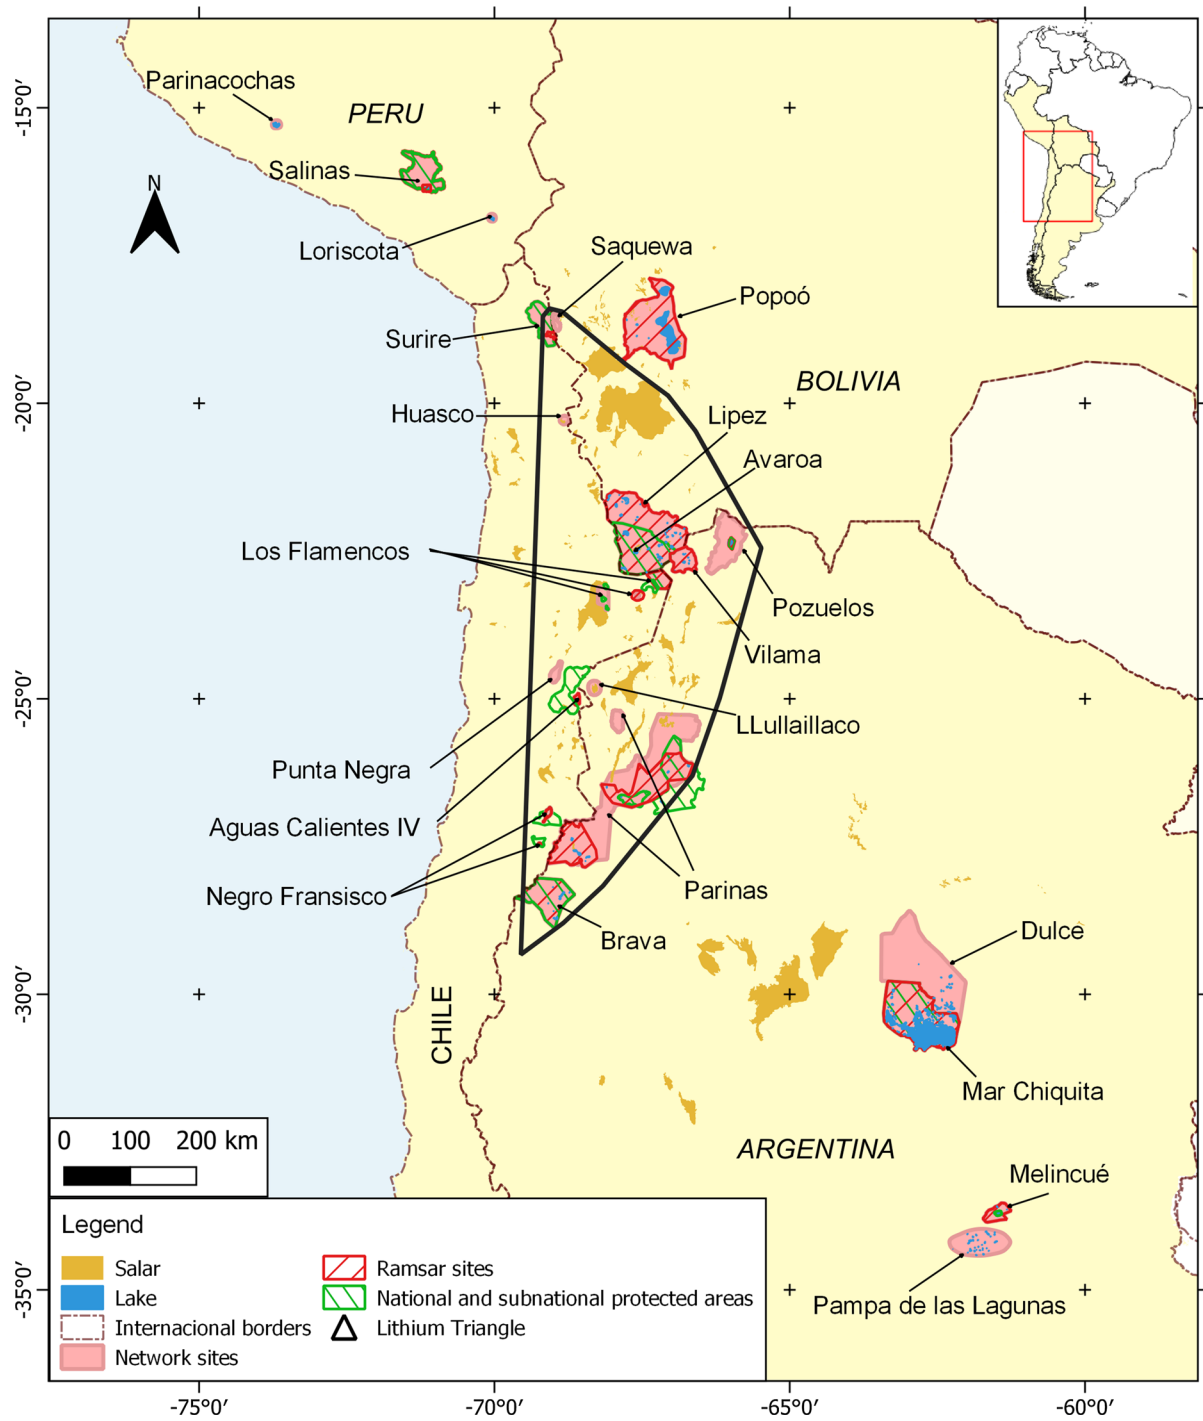 Parinacochas
PERU
-15°0′
Salinas
N
Loriscota
Saquewa
Popoó
Surire
BOLIVIA
-20°0′
Huasco
Lipez
Avaroa
Los Flamencos
Pozuelos
Vilama
-25°0′
LLullaillaco
Punta Negra
Aguas Calientes IV
Negro Fransisco
Parinas
Brava
Dulce
-30°0′
CHILE
Mar Chiquita
0 100 200 km
ARGENTINA
Melincué
Legend
Salar
Lake
Internacional borders
Network sites
Ramsar sites
National and subnational protected areas
Lithium Triangle
-35°0′
Pampa de las Lagunas
-75°0′ -70°0′ -65°0′ -60°0′